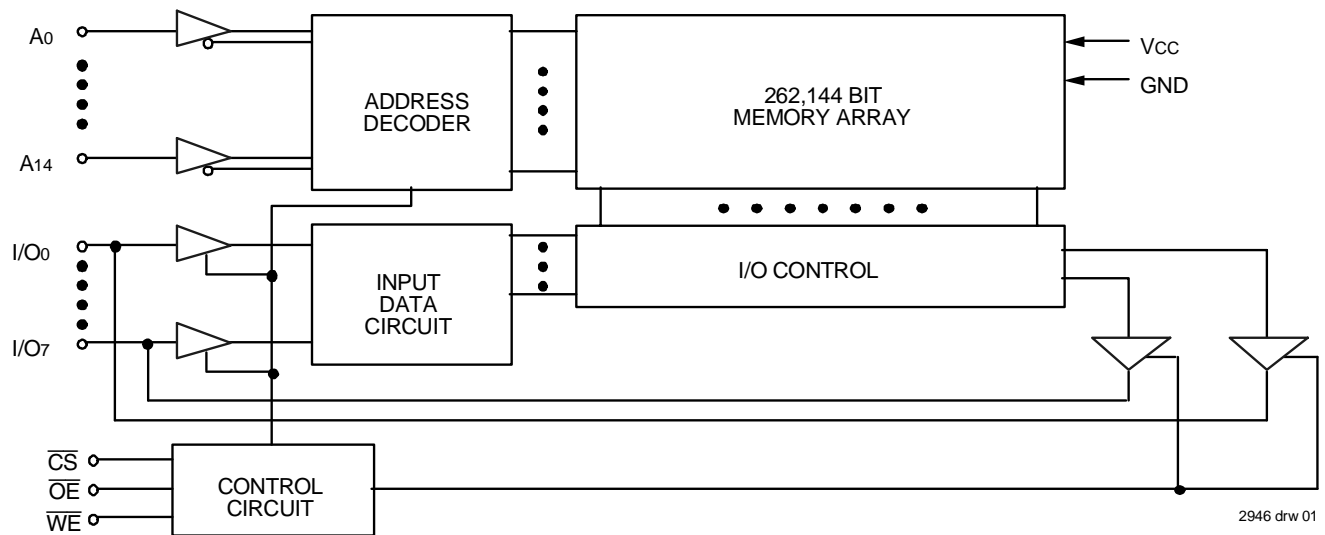 A0
ADDRESS
DECODER
262,144 BIT
MEMORY ARRAY
VCC
GND
A14
I/O0
INPUT
DATA
CIRCUIT
I/O CONTROL
I/O7
CS
OE
WE
CONTROL
CIRCUIT
2946 drw 01